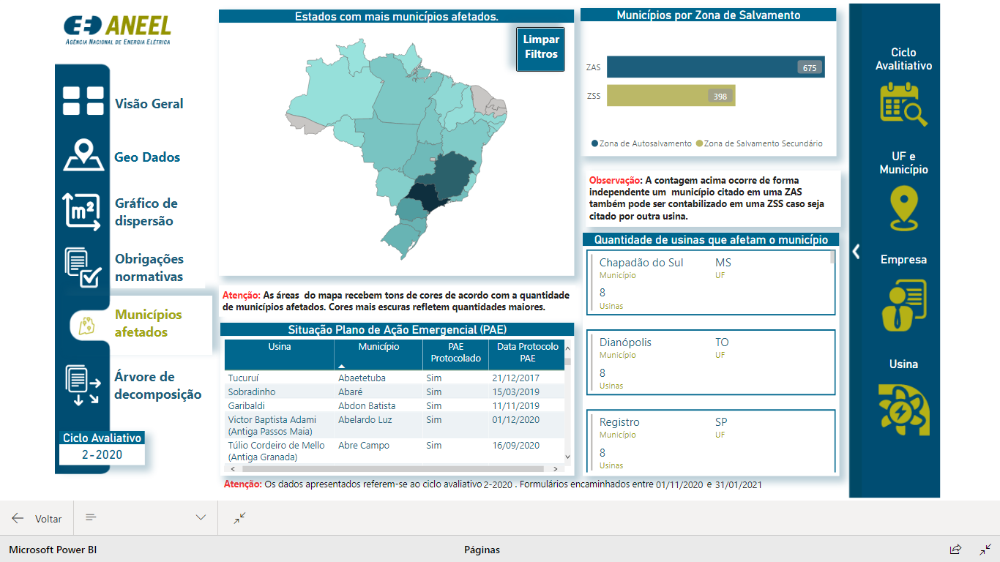 ANEEL
AGÊNCIA NACIONAL DE ENERGIA ELÉTRICA
Visão Geral
Geo Dados
Gráfico de
dispersão
m²
Obrigações
normativas
Municípios
afetados
Árvore de
decomposição
Ciclo Avaliativo
2-2020
Estados com mais municípios afetados.
Limpar
Filtros
Atenção: As áreas do mapa recebem tons de cores de acordo com a quantidade
de municípios afetados. Cores mais escuras refletem quantidades maiores.
Situação Plano de Ação Emergencial (PAE)
Usina Município PAE Protocolado Data Protocolo PAE
Tucuruí Abaetetuba Sim 21/12/2017
Sobradinho Abaré Sim 15/03/2019
Garibaldi Abdon Batista Sim 11/11/2019
Victor Baptista Adami (Antiga Passos Maia) Abelardo Luz Sim 01/12/2020
Túlio Cordeiro de Mello (Antiga Granada) Abre Campo Sim 16/09/2020
Atenção: Os dados apresentados referem-se ao ciclo avaliativo 2-2020 . Formulários encaminhados entre 01/11/2020 e 31/01/2021
Municípios por Zona de Salvamento
ZAS 675
ZSS 398
Zona de Autosalvamento Zona de Salvamento Secundário
Observação: A contagem acima ocorre de forma
independente um município citado em uma ZAS
também pode ser contabilizado em uma ZSS caso seja
citado por outra usina.
Quantidade de usinas que afetam o município
Chapadão do Sul MS
Município UF
8
Usinas
Dianópolis TO
Município UF
8
Usinas
Registro SP
Município UF
8
Usinas
Ciclo
Avalitiativo
UF e
Município
Empresa
Usina
Voltar
Microsoft Power BI
Páginas